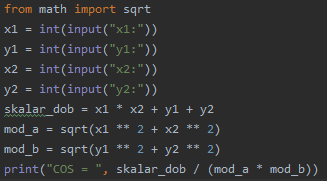 from math import sqrt
x1 = int(input("x1:"))
y1 = int(input("y1:"))
x2 = int(input("x2:"))
y2 = int(input("y2:"))
skalar_dob = x1 * x2 + y1 + y2
mod_a = sqrt(x1 ** 2 + x2 ** 2)
mod_b = sqrt(y1 ** 2 + y2 ** 2)
print("COS = ", skalar_dob / (mod_a * mod_b))